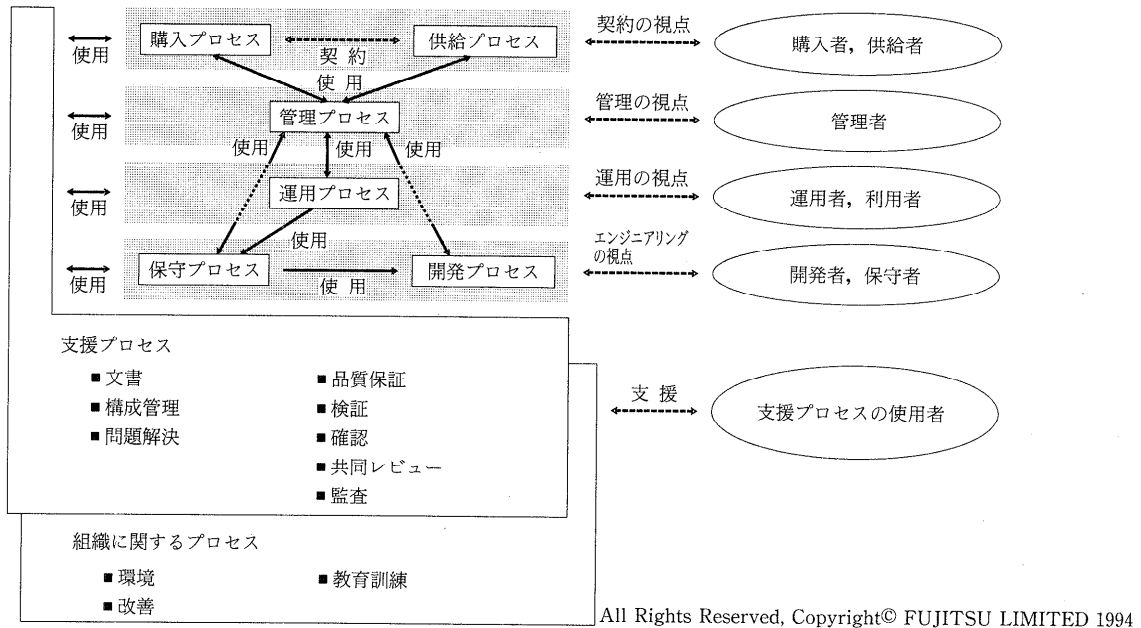 契約の視点
使用
購入プロセス
供給プロセス
契 約
購入者，供給者
使 用
管理の視点
使用
管理プロセス
管理者
使用
使用
使用
運用の視点
使用
運用プロセス
運用者，利用者
使用
エンジニアリング
の視点
使用
保守プロセス
使 用
開発プロセス
開発者，保守者
支援プロセス
■ 文書
■ 構成管理
■ 問題解決
■ 品質保証
■ 検証
■ 確認
■ 共同レビュー
■ 監査
支 援
支援プロセスの使用者
組織に関するプロセス
■ 環境
■ 改善
■ 教育訓練
All Rights Reserved, Copyright© FUJITSU LIMITED 1994